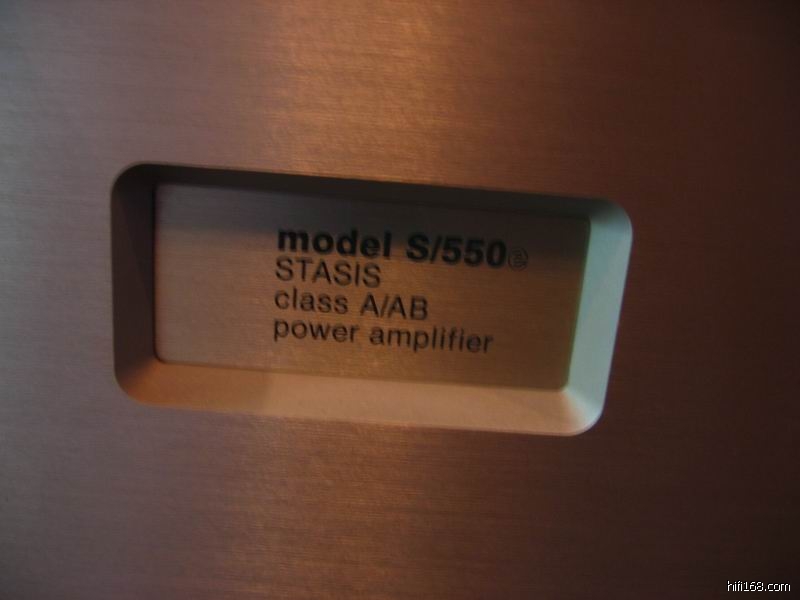 model S/550
STASIS
class A/AB
power amplifier
hifi168.com